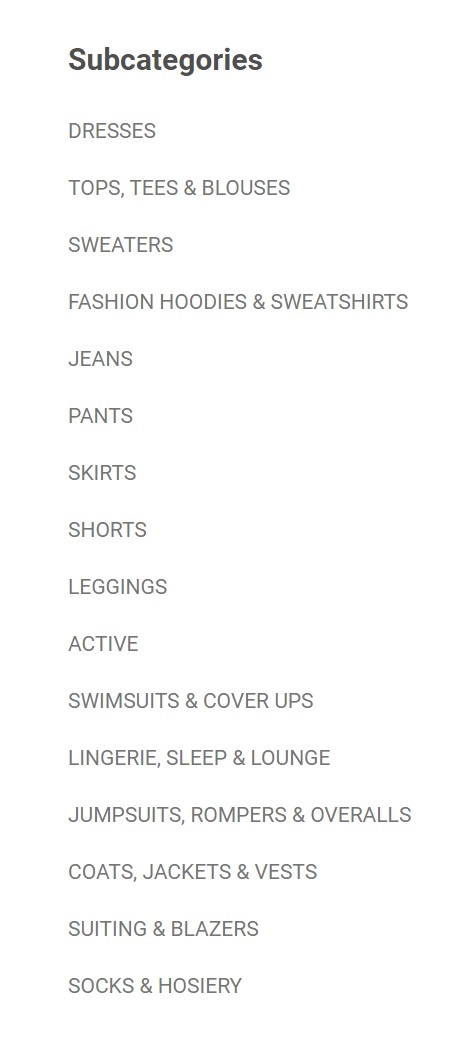 Subcategories
DRESSES
TOPS, TEES & BLOUSES
SWEATERS
FASHION HOODIES & SWEATSHIRTS
JEANS
PANTS
SKIRTS
SHORTS
LEGGINGS
ACTIVE
SWIMSUITS & COVER UPS
LINGERIE, SLEEP & LOUNGE
JUMPSUITS, ROMPERS & OVERALLS
COATS, JACKETS & VESTS
SUITING & BLAZERS
SOCKS & HOSIERY